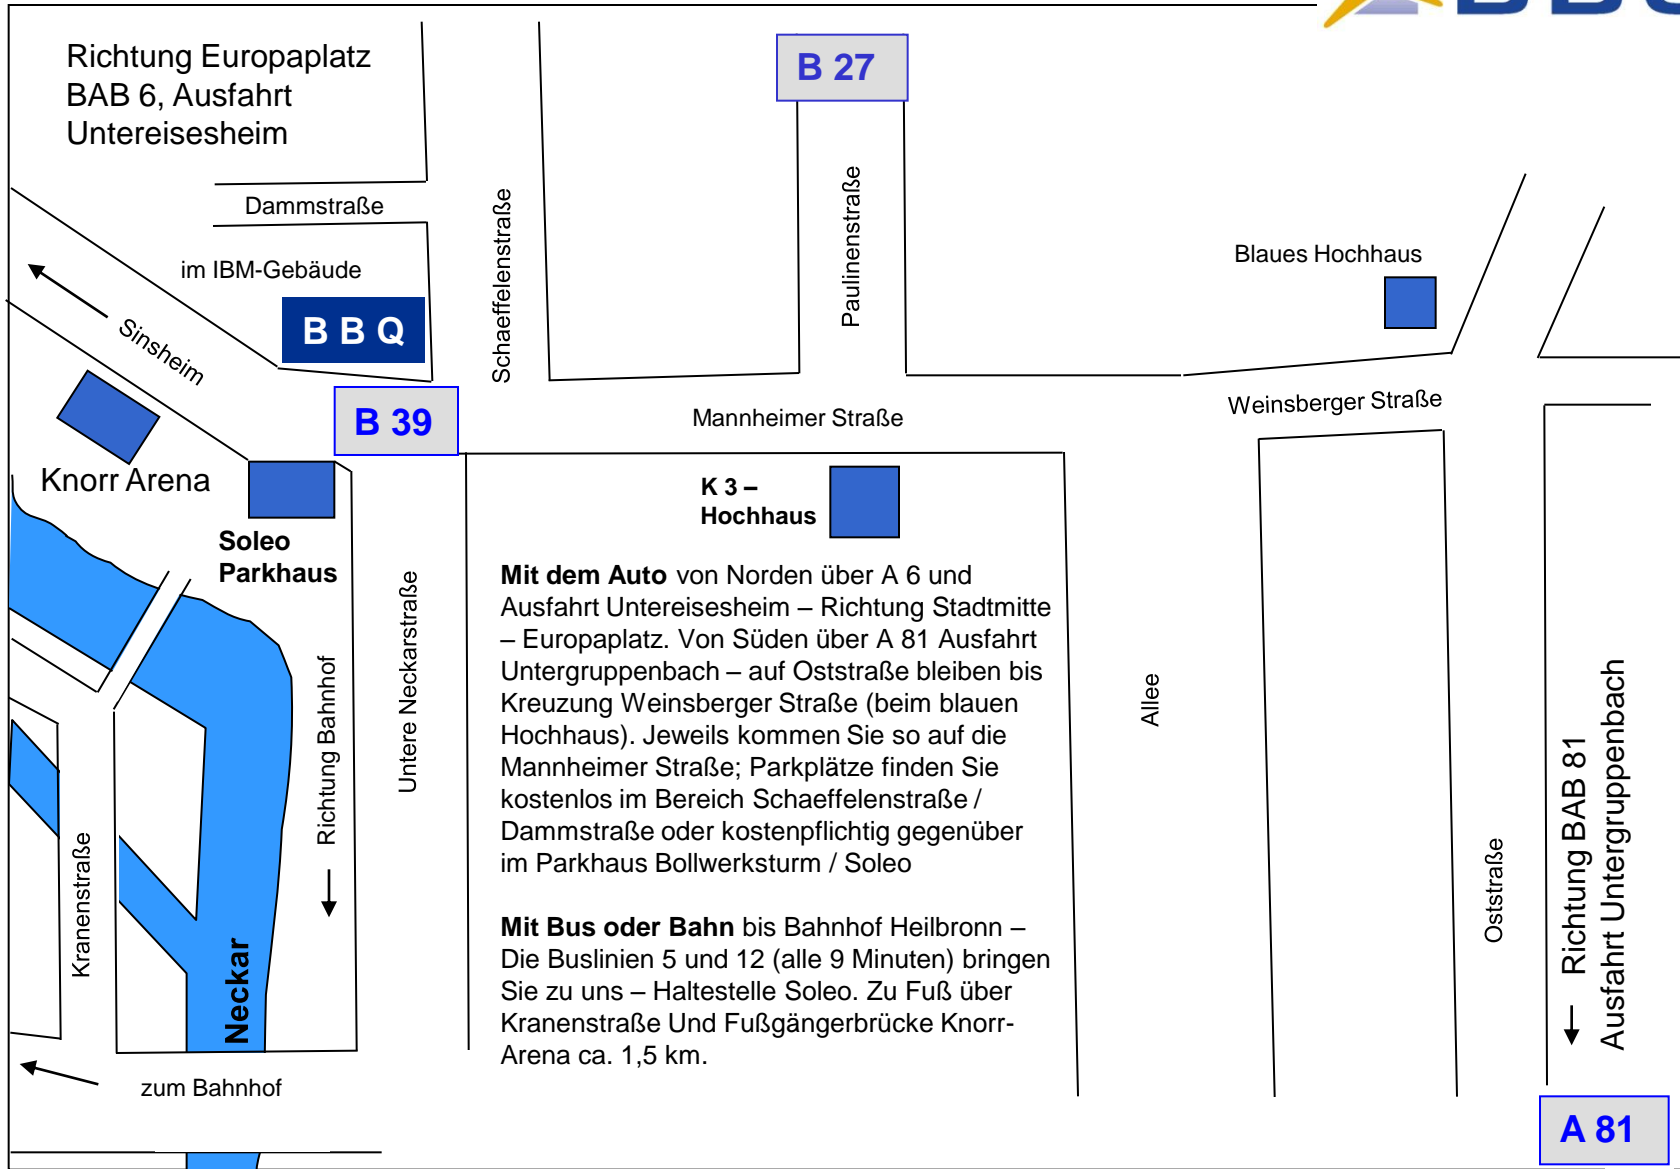 Richtung Europaplatz
BAB 6, Ausfahrt
Untereisesheim
B 27
Dammstraße
im IBM-Gebäude
B B Q
Sinsheim
Schaeffelenstraße
Paulinenstraße
Blaues Hochhaus
B 39
Mannheimer Straße
Weinsberger Straße
Knorr Arena
Soleo
Parkhaus
K 3 –
Hochhaus
Mit dem Auto von Norden über A 6 und
Ausfahrt Untereisesheim – Richtung Stadtmitte
– Europaplatz. Von Süden über A 81 Ausfahrt
Untergruppenbach – auf Oststraße bleiben bis
Kreuzung Weinsberger Straße (beim blauen
Hochhaus). Jeweils kommen Sie so auf die
Mannheimer Straße; Parkplätze finden Sie
kostenlos im Bereich Schaeffelenstraße /
Dammstraße oder kostenpflichtig gegenüber
im Parkhaus Bollwerksturm / Soleo
Mit Bus oder Bahn bis Bahnhof Heilbronn –
Die Buslinien 5 und 12 (alle 9 Minuten) bringen
Sie zu uns – Haltestelle Soleo. Zu Fuß über
Kranenstraße Und Fußgängerbrücke Knorr-
Arena ca. 1,5 km.
Untere Neckarstraße
Richtung Bahnhof
Kranenstraße
Neckar
zum Bahnhof
Allee
Oststraße
Richtung BAB 81
Ausfahrt Untergruppenbach
A 81